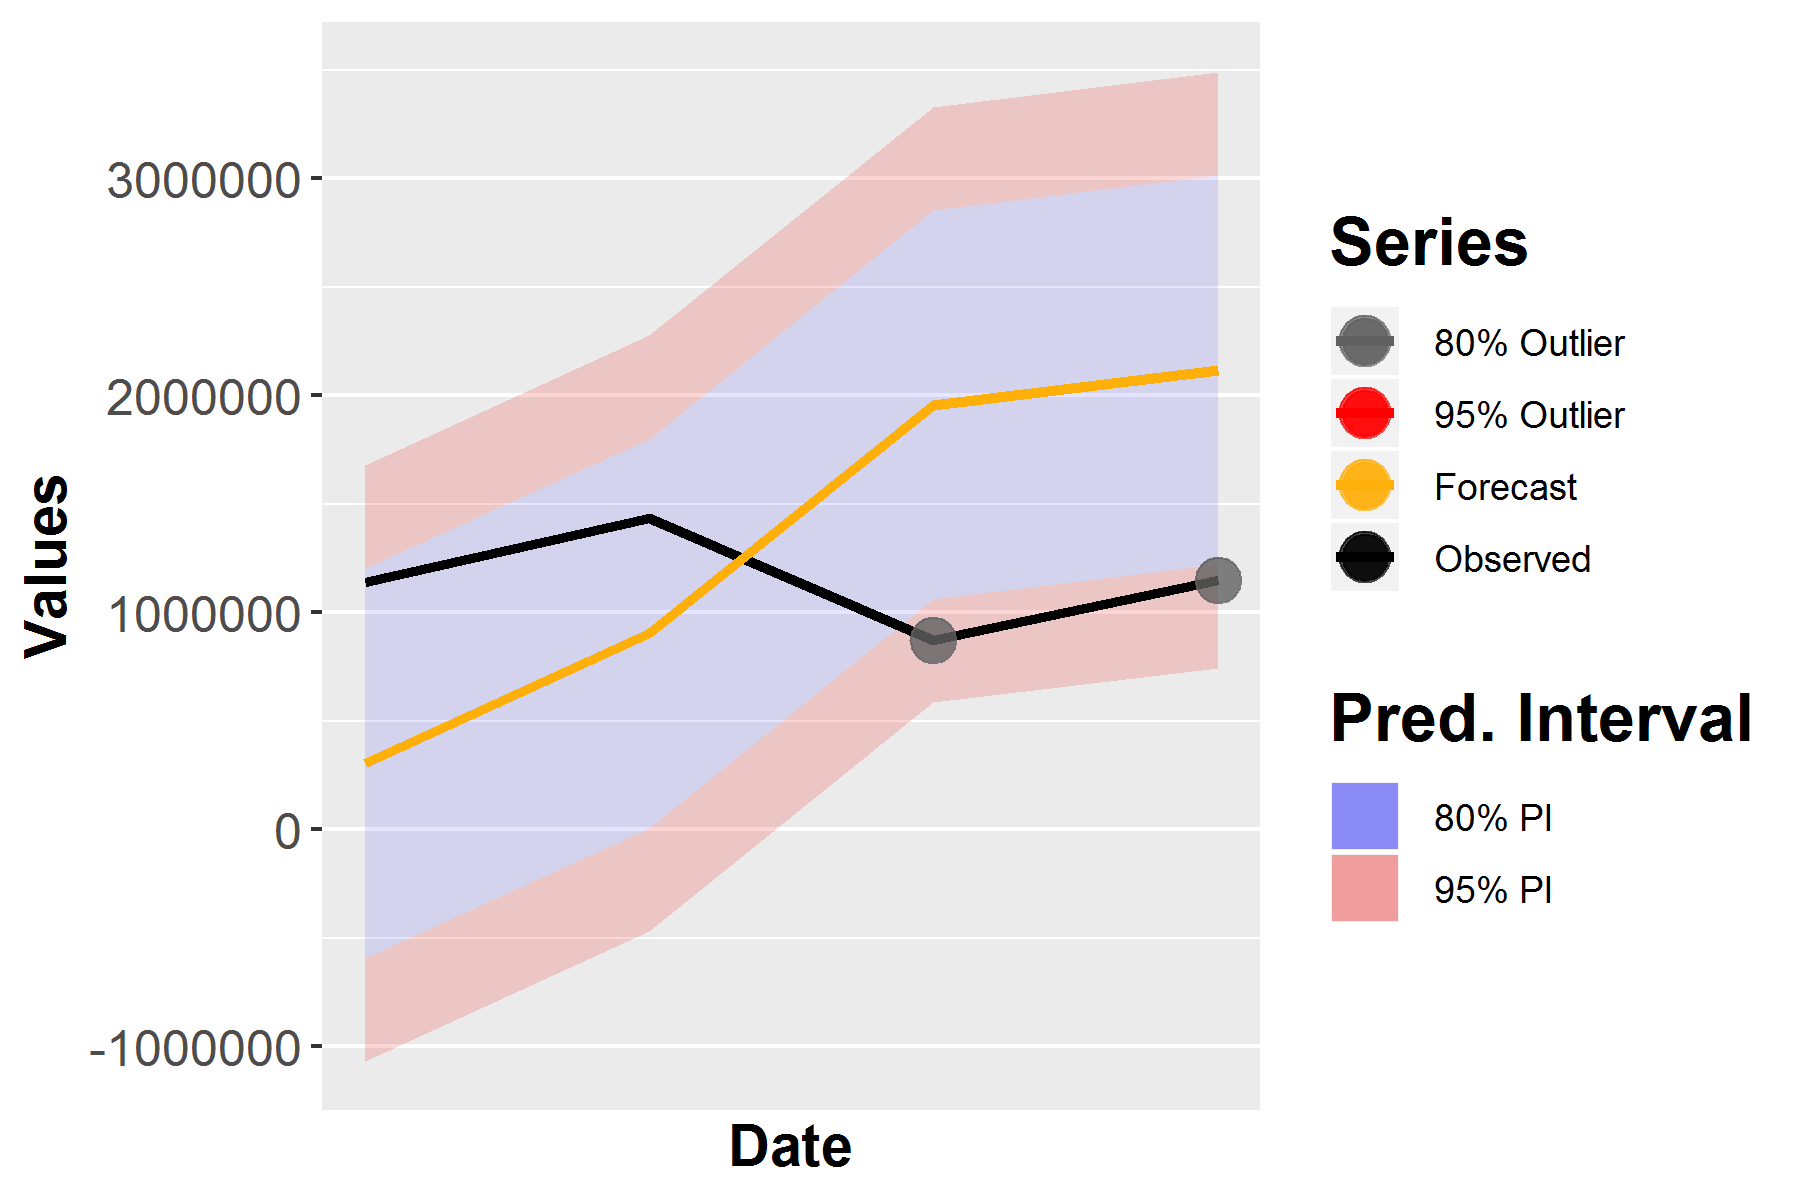 Values
3000000
2000000
1000000
0
-1000000
Date
Series
80% Outlier
95% Outlier
Forecast
Observed
Pred. Interval
80% PI
95% PI